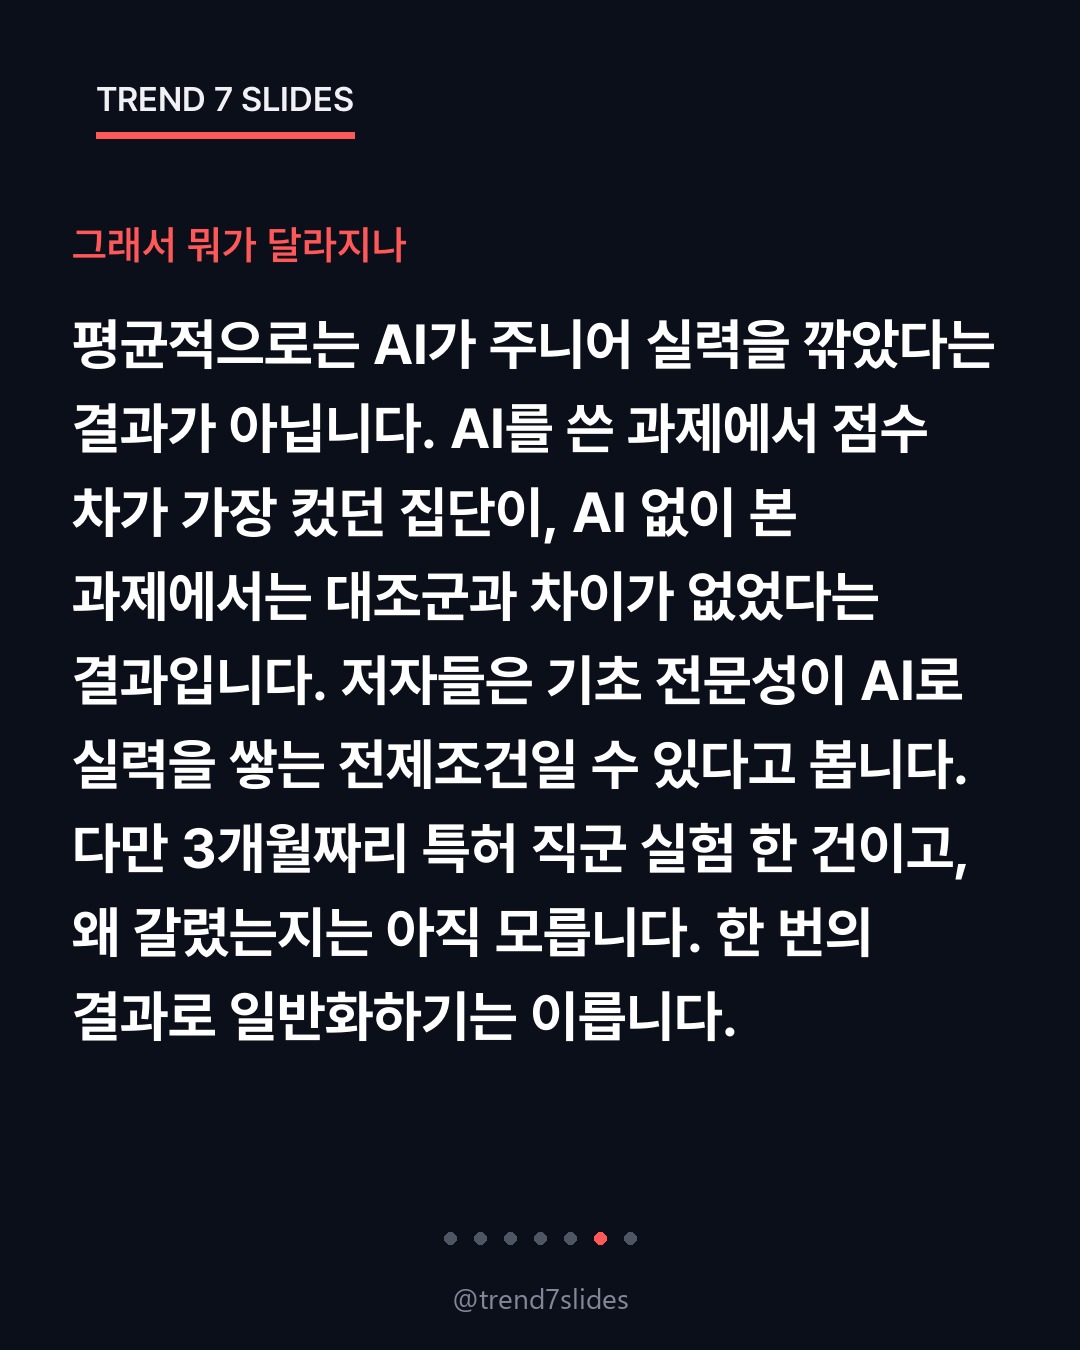 TREND 7 SLIDES
그래서 뭐가 달라지나
평균적으로는 AI가 주니어 실력을 깎았다는
결과가 아닙니다. AI를 쓴 과제에서 점수
차가 가장 컸던 집단이, AI 없이 본
과제에서는 대조군과 차이가 없었다는
결과입니다. 저자들은 기초 전문성이 AI로
실력을 쌓는 전제조건일 수 있다고 봅니다.
다만 3개월짜리 특허 직군 실험 한 건이고,
왜 갈렸는지는 아직 모릅니다. 한 번의
결과로 일반화하기는 이릅니다.
@trend7slides